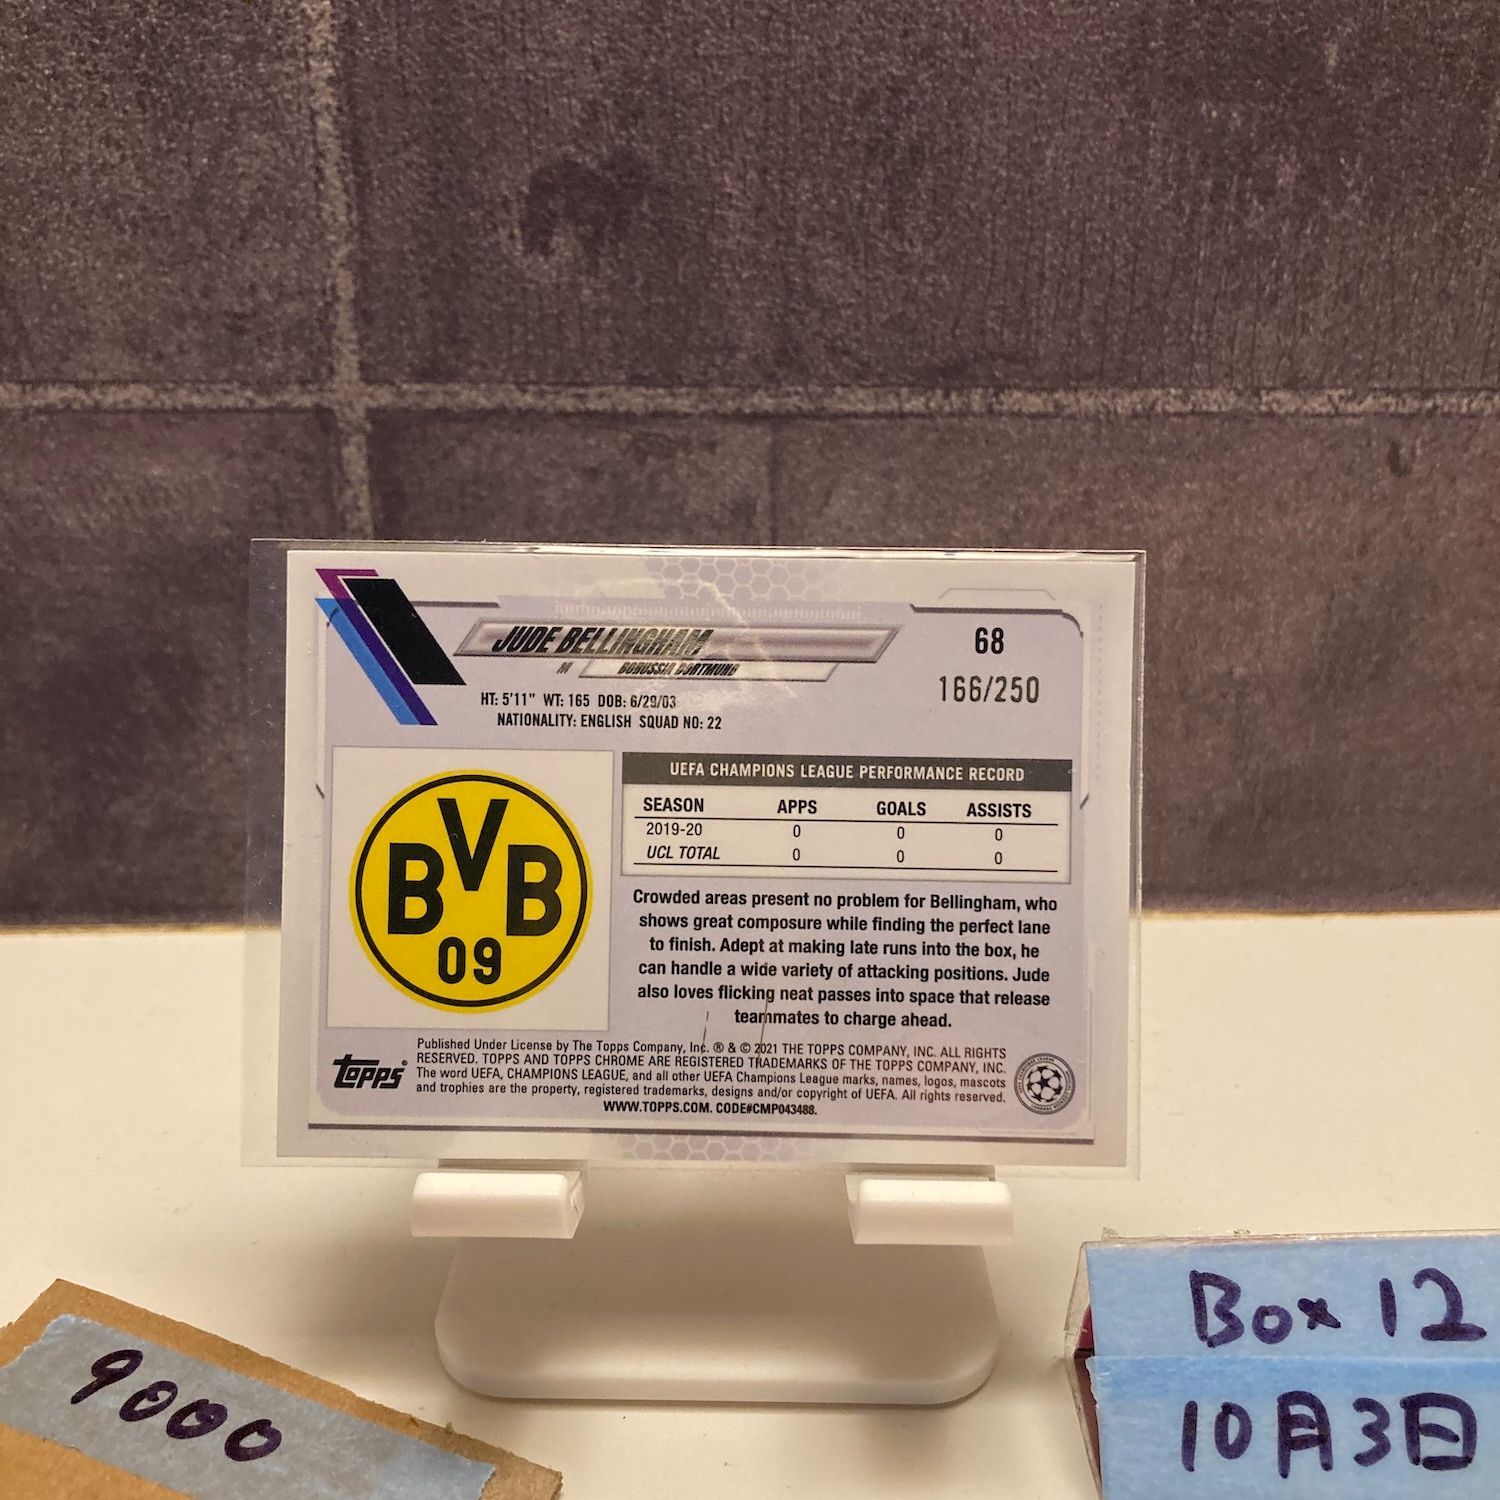 JUDE BELLINGHAM
M BORUSSIA DORTMUND
68
166/250
HT: 5'11" WT: 165 DOB: 6/29/03
NATIONALITY: ENGLISH SQUAD NO: 22
BVB
09
UEFA CHAMPIONS LEAGUE PERFORMANCE RECORD
SEASON APPS GOALS ASSISTS
2019-20 0 0 0
UCL TOTAL 0 0 0
Crowded areas present no problem for Bellingham, who
shows great composure while finding the perfect lane
to finish. Adept at making late runs into the box, he
can handle a wide variety of attacking positions. Jude
also loves flicking neat passes into space that release
teammates to charge ahead.
topps
Published Under License by The Topps Company, Inc. ® & © 2021 THE TOPPS COMPANY, INC. ALL RIGHTS
RESERVED. TOPPS AND TOPPS CHROME ARE REGISTERED TRADEMARKS OF THE TOPPS COMPANY, INC.
The word UEFA, CHAMPIONS LEAGUE, and all other UEFA Champions League marks, names, logos, mascots
and trophies are the property, registered trademarks, designs and/or copyright of UEFA. All rights reserved.
WWW.TOPPS.COM. CODE#CMP043488.
9000
Box 12
10月3日